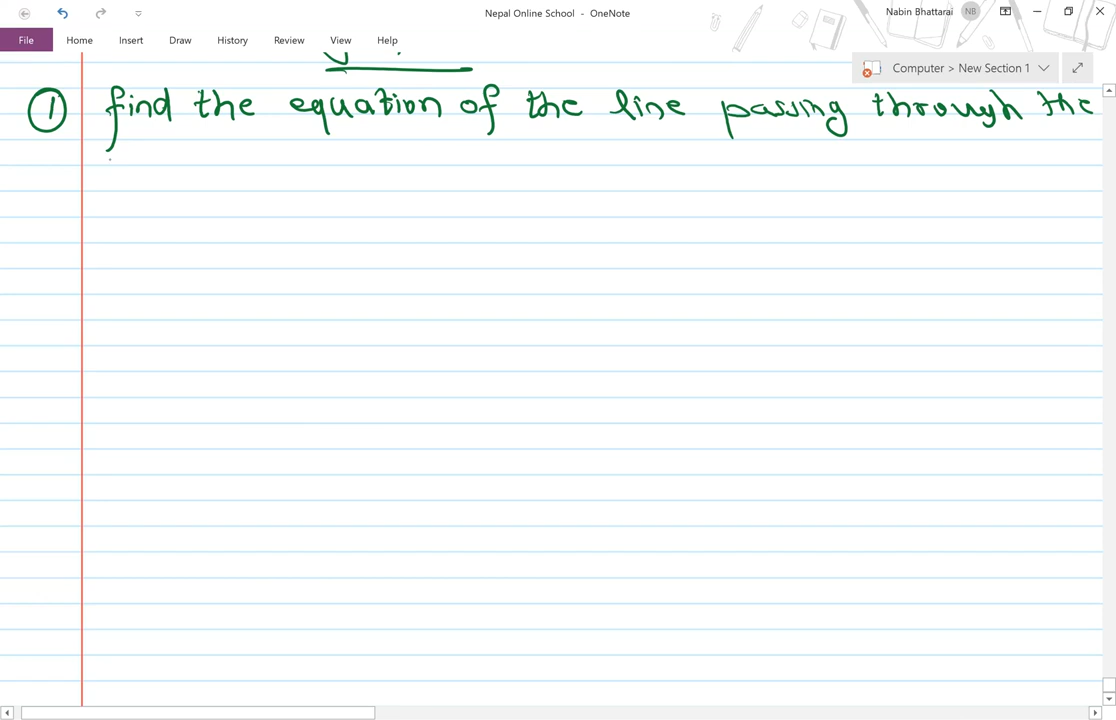 Nepal Online School - OneNote
Nabin Bhattarai NB
File Home Insert Draw History Review View Help
Computer > New Section 1
① find the equation of the line passing through the